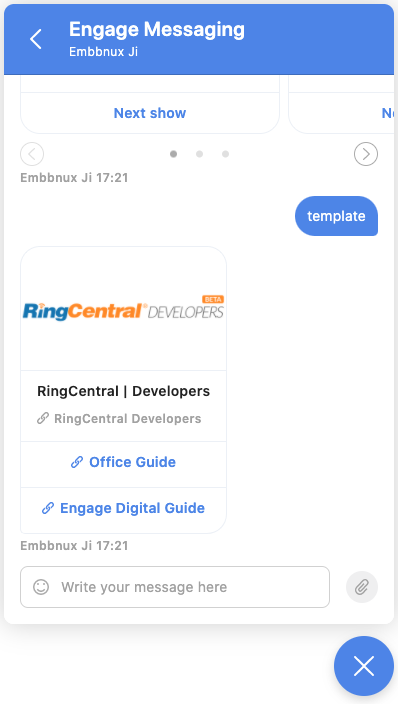 Engage Messaging
Embbnux Ji
Next show
Embbnux Ji 17:21
template
RingCentral® DEVELOPERS BETA
RingCentral | Developers
RingCentral Developers
Office Guide
Engage Digital Guide
Embbnux Ji 17:21
Write your message here